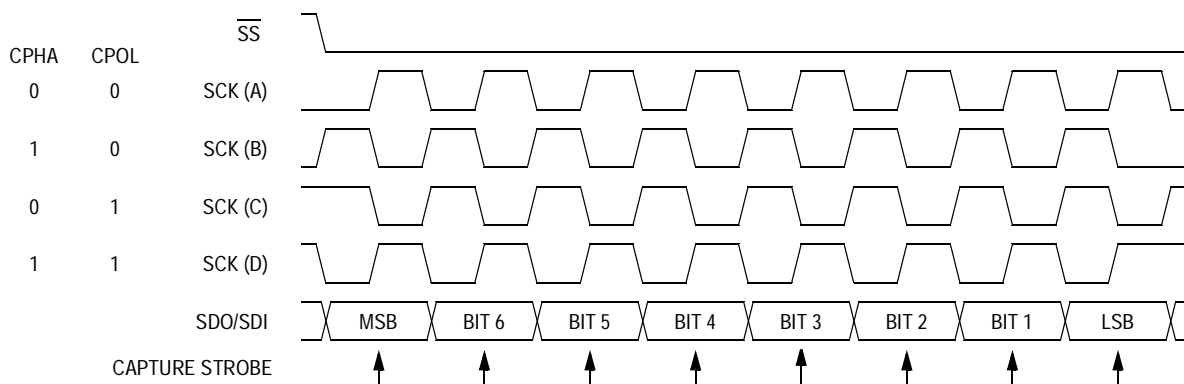 SS
CPHA CPOL
0 0 SCK (A)
1 0 SCK (B)
0 1 SCK (C)
1 1 SCK (D)
SDO/SDI MSB BIT 6 BIT 5 BIT 4 BIT 3 BIT 2 BIT 1 LSB
CAPTURE STROBE